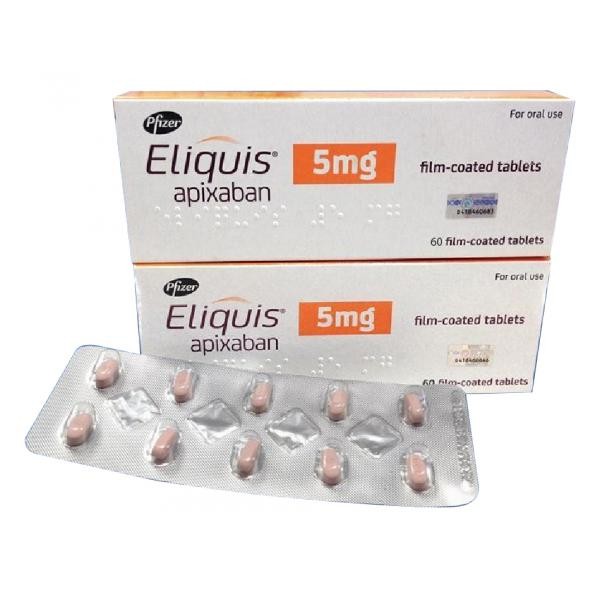 Pfizer
For oral use
Eliquis®
5mg
film-coated tablets
apixaban
0418460683
60 film-coated tablets
Pfizer
For oral use
Eliquis®
5mg
film-coated tablets
apixaban
60 film-coated tablets